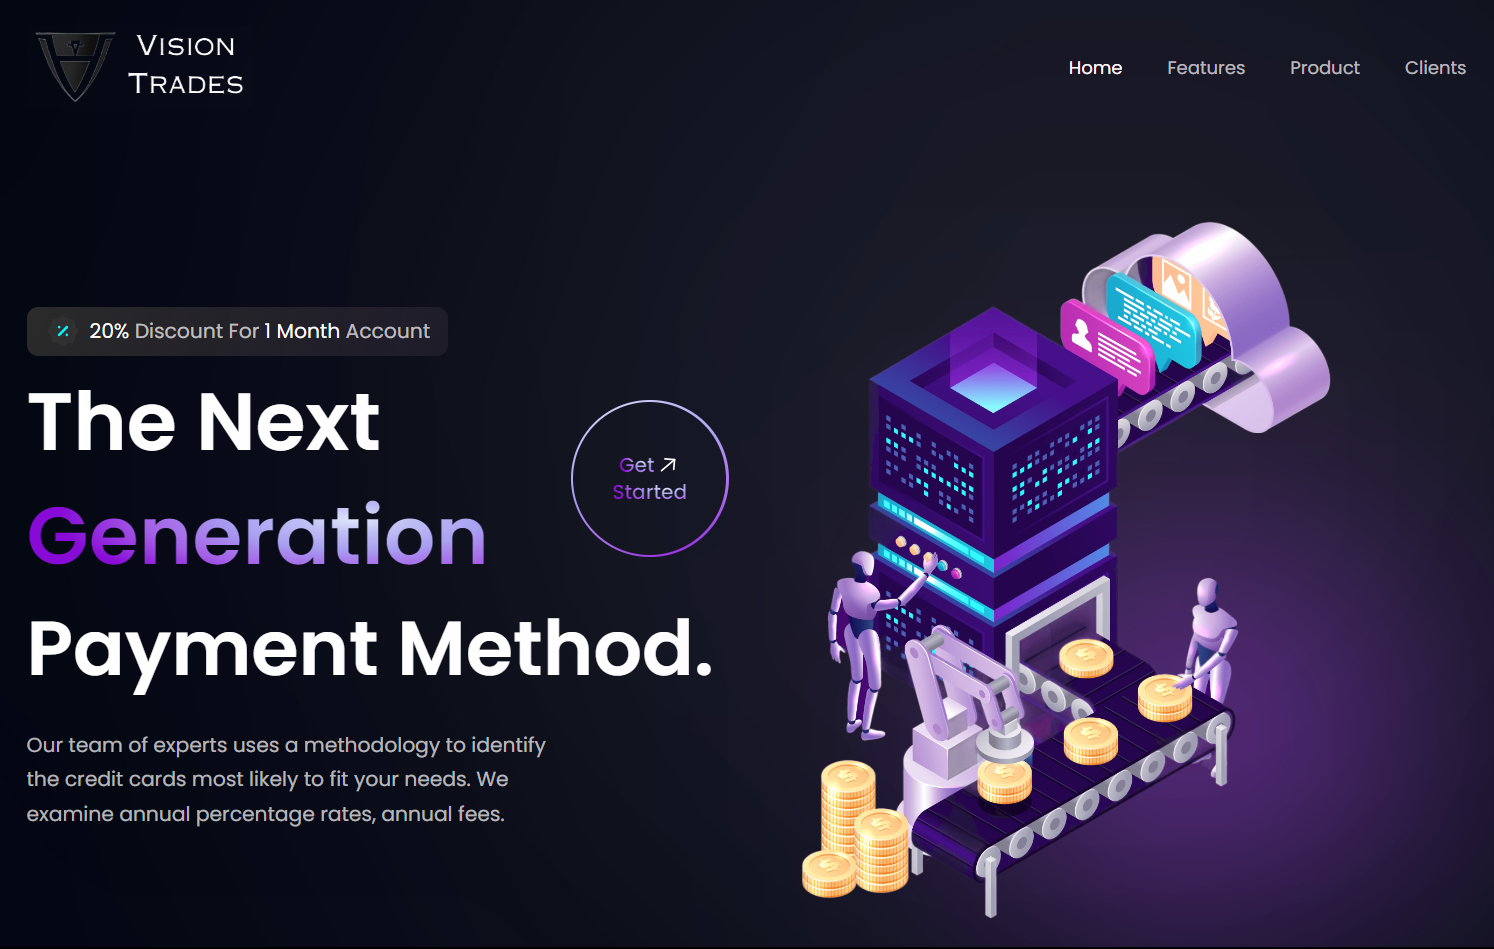 Vision
Trades
Home
Features
Product
Clients
20% Discount For 1 Month Account
The Next
Generation
Payment Method.
Get
Started
Our team of experts uses a methodology to identify
the credit cards most likely to fit your needs. We
examine annual percentage rates, annual fees.